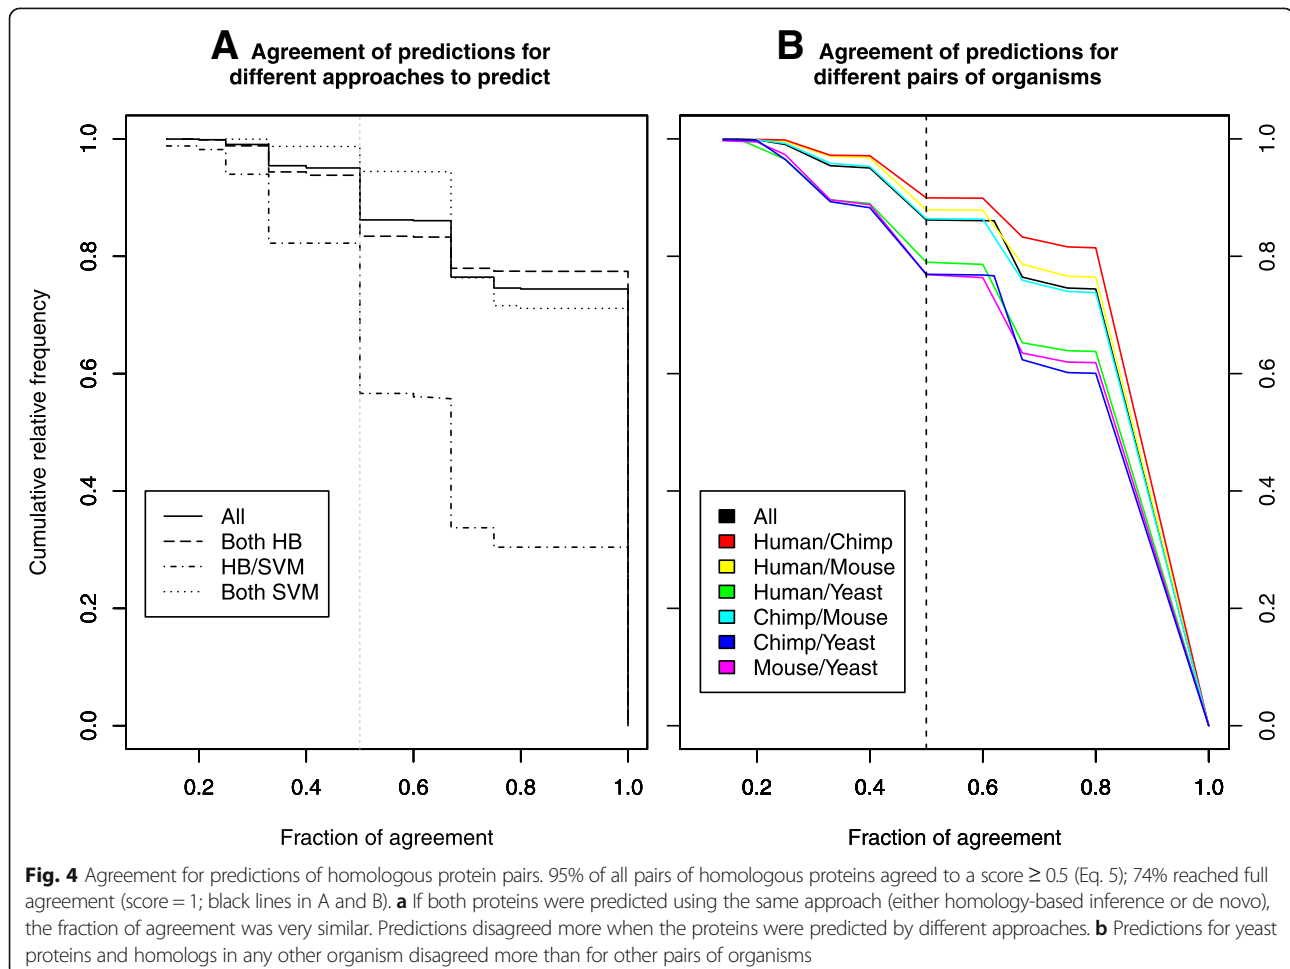 A Agreement of predictions for
different approaches to predict
B Agreement of predictions for
different pairs of organisms
Cumulative relative frequency
1.0
0.8
0.6
0.4
0.2
0.0
All
Both HB
HB/SVM
Both SVM
0.2 0.4 0.6 0.8 1.0
Fraction of agreement
All
Human/Chimp
Human/Mouse
Human/Yeast
Chimp/Mouse
Chimp/Yeast
Mouse/Yeast
1.0
0.8
0.6
0.4
0.2
0.0
0.2 0.4 0.6 0.8 1.0
Fraction of agreement
Fig. 4 Agreement for predictions of homologous protein pairs. 95% of all pairs of homologous proteins agreed to a score ≥ 0.5 (Eq. 5); 74% reached full
agreement (score = 1; black lines in A and B). a If both proteins were predicted using the same approach (either homology-based inference or de novo),
the fraction of agreement was very similar. Predictions disagreed more when the proteins were predicted by different approaches. b Predictions for yeast
proteins and homologs in any other organism disagreed more than for other pairs of organisms